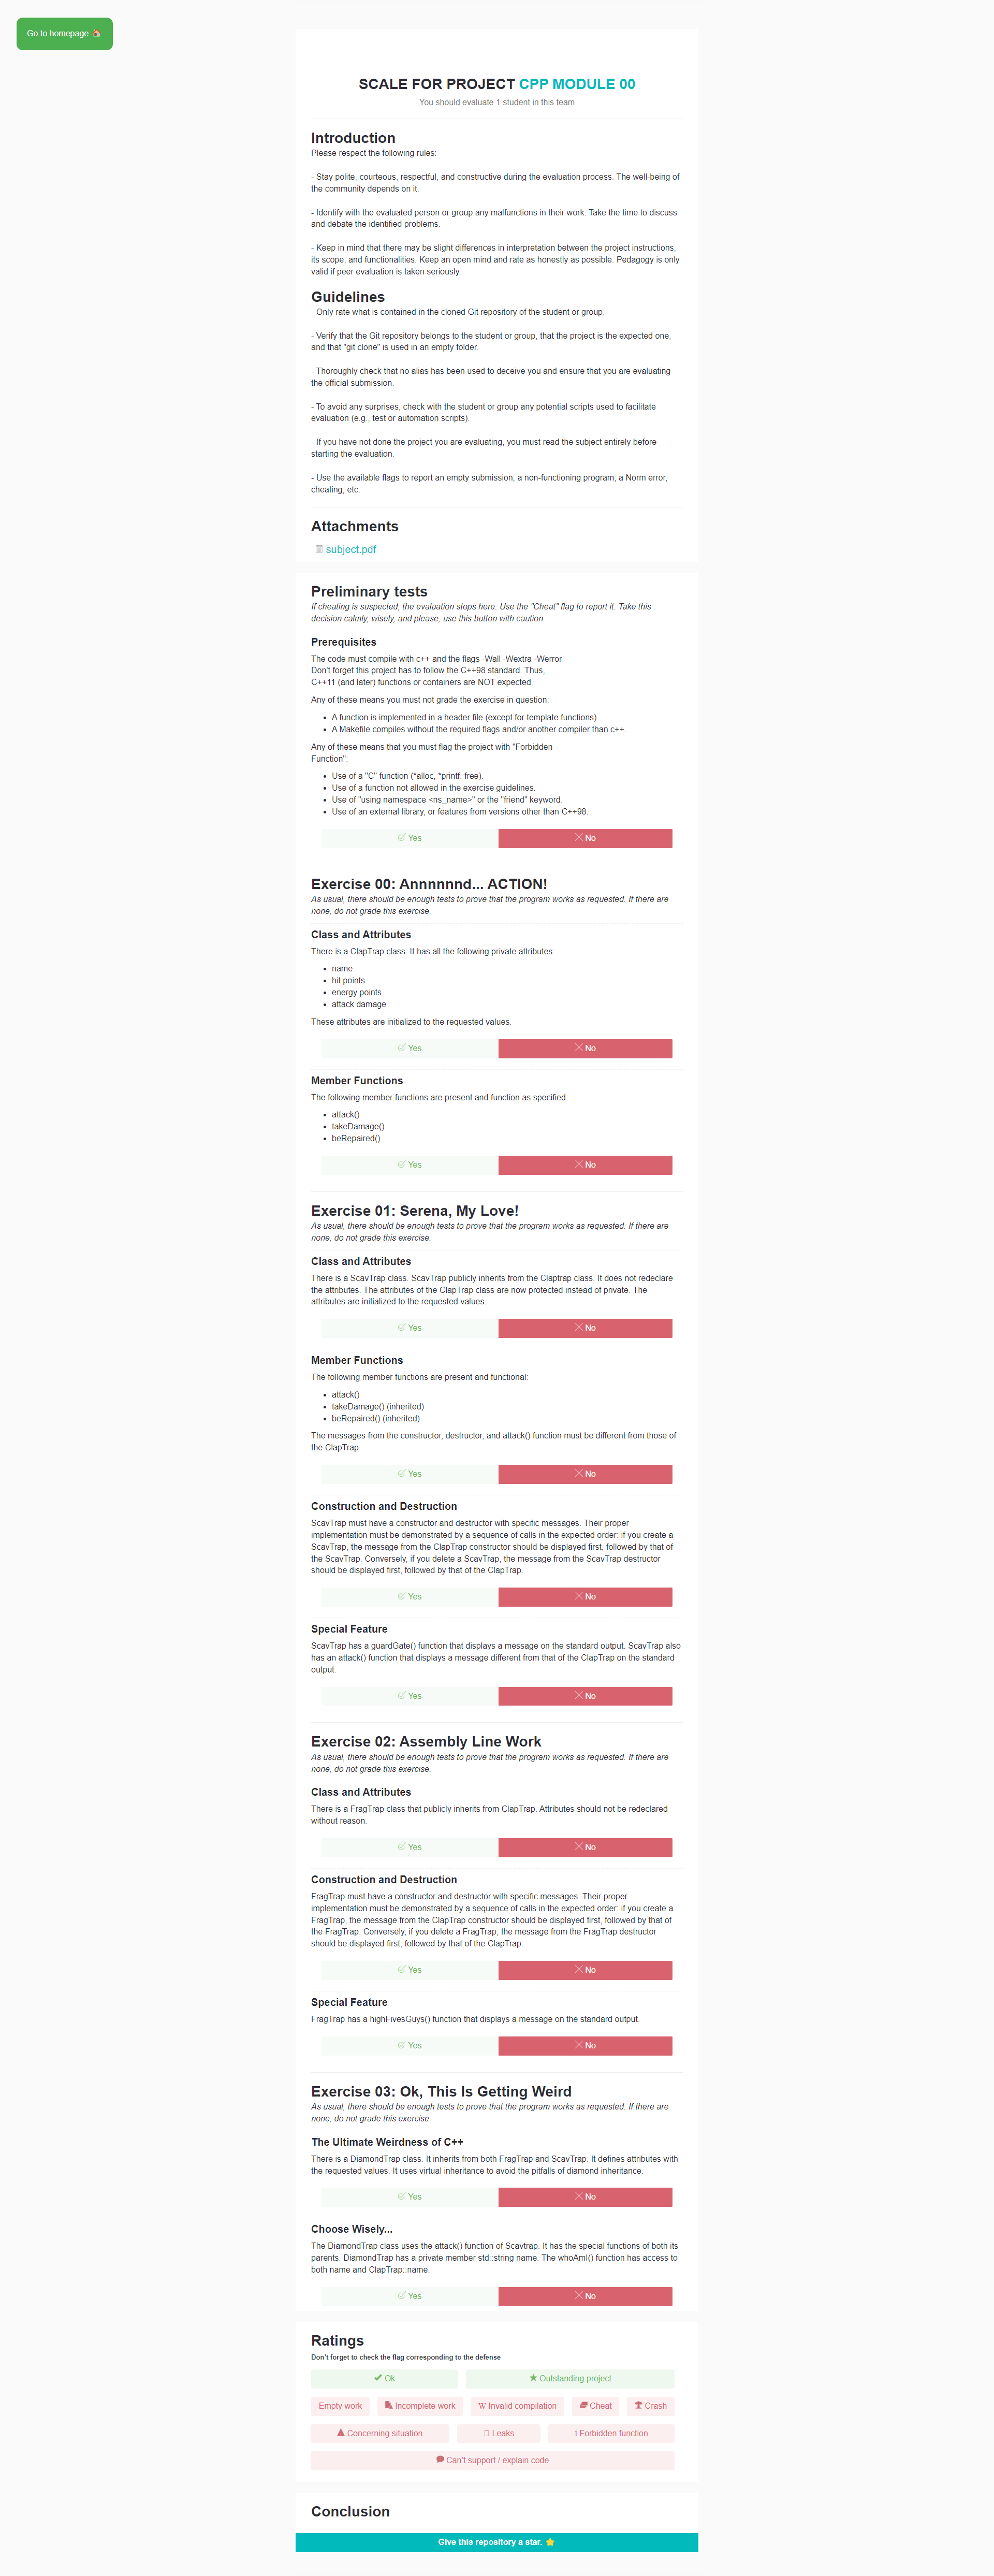 Go to homepage
SCALE FOR PROJECT CPP MODULE 00
You should evaluate 1 student in this team
Introduction
Please respect the following rules:
- Stay polite, courteous, respectful, and constructive during the evaluation process. The well-being of
the community depends on it.
- Identify with the evaluated person or group any malfunctions in their work. Take the time to discuss
and debate the identified problems.
- Keep in mind that there may be slight differences in interpretation between the project instructions,
its scope, and functionalities. Keep an open mind and rate as honestly as possible. Pedagogy is only
valid if peer evaluation is taken seriously.
Guidelines
- Only rate what is contained in the cloned Git repository of the student or group.
- Verify that the Git repository belongs to the student or group, that the project is the expected one,
and that "git clone" is used in an empty folder.
- Thoroughly check that no alias has been used to deceive you and ensure that you are evaluating
the official submission.
- To avoid any surprises, check with the student or group any potential scripts used to facilitate
evaluation (e.g., test or automation scripts).
- If you have not done the project you are evaluating, you must read the subject entirely before
starting the evaluation.
- Use the available flags to report an empty submission, a non-functioning program, a Norm error,
cheating, etc.
Attachments
subject.pdf
Preliminary tests
If cheating is suspected, the evaluation stops here. Use the "Cheat" flag to report it. Take this
decision calmly, wisely, and please, use this button with caution.
Prerequisites
The code must compile with c++ and the flags -Wall -Wextra -Werror
Don't forget this project has to follow the C++98 standard. Thus,
C++11 (and later) functions or containers are NOT expected.
Any of these means you must not grade the exercise in question:
• A function is implemented in a header file (except for template functions).
• A Makefile compiles without the required flags and/or another compiler than c++.
Any of these means that you must flag the project with "Forbidden
Function":
• Use of a "C" function (*alloc, *printf, free).
• Use of a function not allowed in the exercise guidelines.
• Use of "using namespace <ns_name>" or the "friend" keyword.
• Use of an external library, or features from versions other than C++98.
Yes No
Exercise 00: Annnnnnd... ACTION!
As usual, there should be enough tests to prove that the program works as requested. If there are
none, do not grade this exercise.
Class and Attributes
There is a ClapTrap class. It has all the following private attributes:
• name
• hit points
• energy points
• attack damage
These attributes are initialized to the requested values.
Yes No
Member Functions
The following member functions are present and function as specified:
• attack()
• takeDamage()
• beRepaired()
Yes No
Exercise 01: Serena, My Love!
As usual, there should be enough tests to prove that the program works as requested. If there are
none, do not grade this exercise.
Class and Attributes
There is a ScavTrap class. ScavTrap publicly inherits from the Claptrap class. It does not redeclare
the attributes. The attributes of the ClapTrap class are now protected instead of private. The
attributes are initialized to the requested values.
Yes No
Member Functions
The following member functions are present and functional:
• attack()
• takeDamage() (inherited)
• beRepaired() (inherited)
The messages from the constructor, destructor, and attack() function must be different from those of
the ClapTrap.
Yes No
Construction and Destruction
ScavTrap must have a constructor and destructor with specific messages. Their proper
implementation must be demonstrated by a sequence of calls in the expected order: if you create a
ScavTrap, the message from the ClapTrap constructor should be displayed first, followed by that of
the ScavTrap. Conversely, if you delete a ScavTrap, the message from the ScavTrap destructor
should be displayed first, followed by that of the ClapTrap.
Yes No
Special Feature
ScavTrap has a guardGate() function that displays a message on the standard output. ScavTrap also
has an attack() function that displays a message different from that of the ClapTrap on the standard
output.
Yes No
Exercise 02: Assembly Line Work
As usual, there should be enough tests to prove that the program works as requested. If there are
none, do not grade this exercise.
Class and Attributes
There is a FragTrap class that publicly inherits from ClapTrap. Attributes should not be redeclared
without reason.
Yes No
Construction and Destruction
FragTrap must have a constructor and destructor with specific messages. Their proper
implementation must be demonstrated by a sequence of calls in the expected order: if you create a
FragTrap, the message from the ClapTrap constructor should be displayed first, followed by that of
the FragTrap. Conversely, if you delete a FragTrap, the message from the FragTrap destructor
should be displayed first, followed by that of the ClapTrap.
Yes No
Special Feature
FragTrap has a highFivesGuys() function that displays a message on the standard output.
Yes No
Exercise 03: Ok, This Is Getting Weird
As usual, there should be enough tests to prove that the program works as requested. If there are
none, do not grade this exercise.
The Ultimate Weirdness of C++
There is a DiamondTrap class. It inherits from both FragTrap and ScavTrap. It defines attributes with
the requested values. It uses virtual inheritance to avoid the pitfalls of diamond inheritance.
Yes No
Choose Wisely...
The DiamondTrap class uses the attack() function of Scavtrap. It has the special functions of both its
parents. DiamondTrap has a private member std::string name. The whoAmI() function has access to
both name and ClapTrap::name.
Yes No
Ratings
Don't forget to check the flag corresponding to the defense
Ok Outstanding project
Empty work Incomplete work Invalid compilation Cheat Crash
Concerning situation Leaks Forbidden function
Can't support / explain code
Conclusion
Give this repository a star.